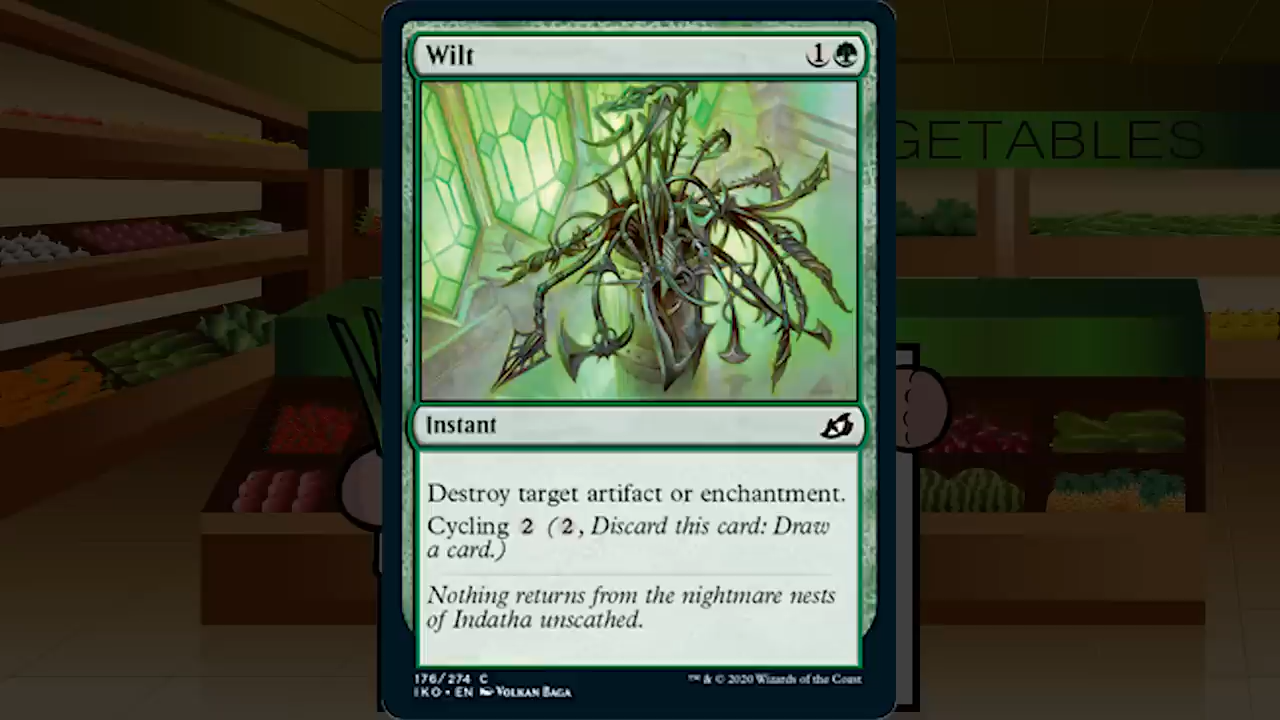 Wilt 1
GETABLES
Instant
Destroy target artifact or enchantment.
Cycling 2 (2, Discard this card: Draw
a card.)
Nothing returns from the nightmare nests
of Indatha unscathed.
176/274 C
™ & © 2020 Wizards of the Coast
IKO • EN Volkan Baga